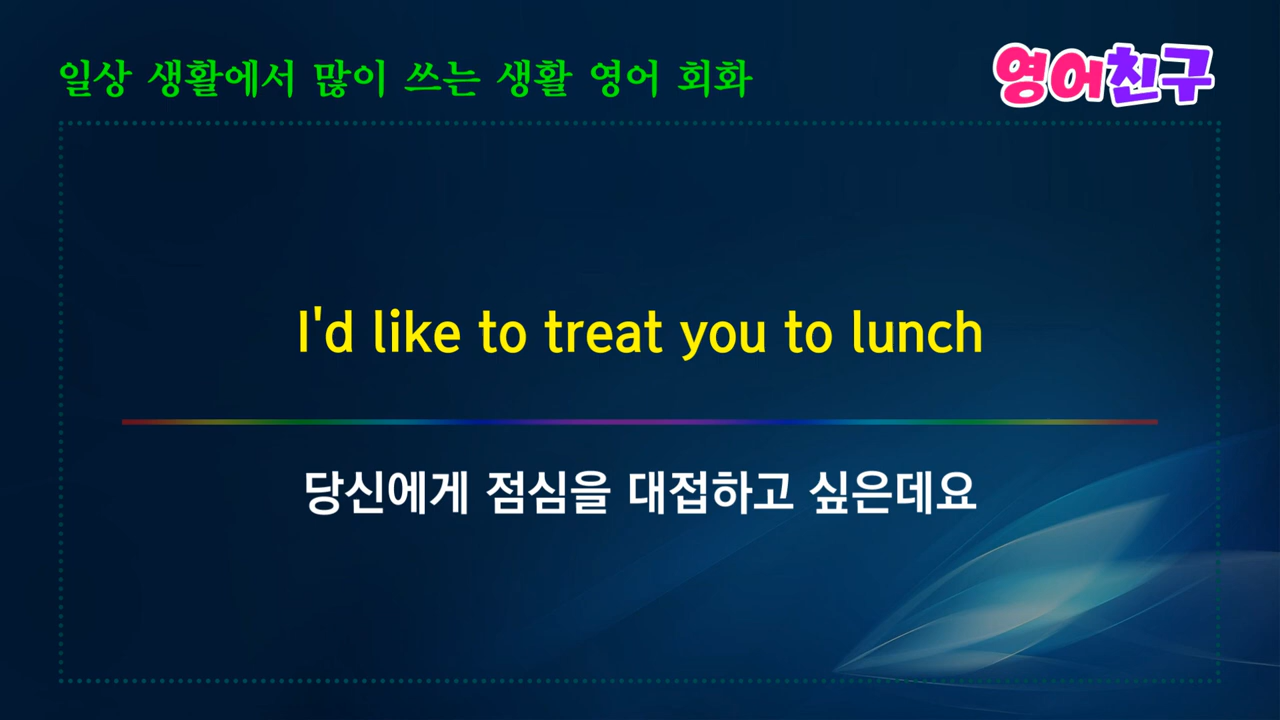 일상 생활에서 많이 쓰는 생활 영어 회화
영어친구
I'd like to treat you to lunch
당신에게 점심을 대접하고 싶은데요